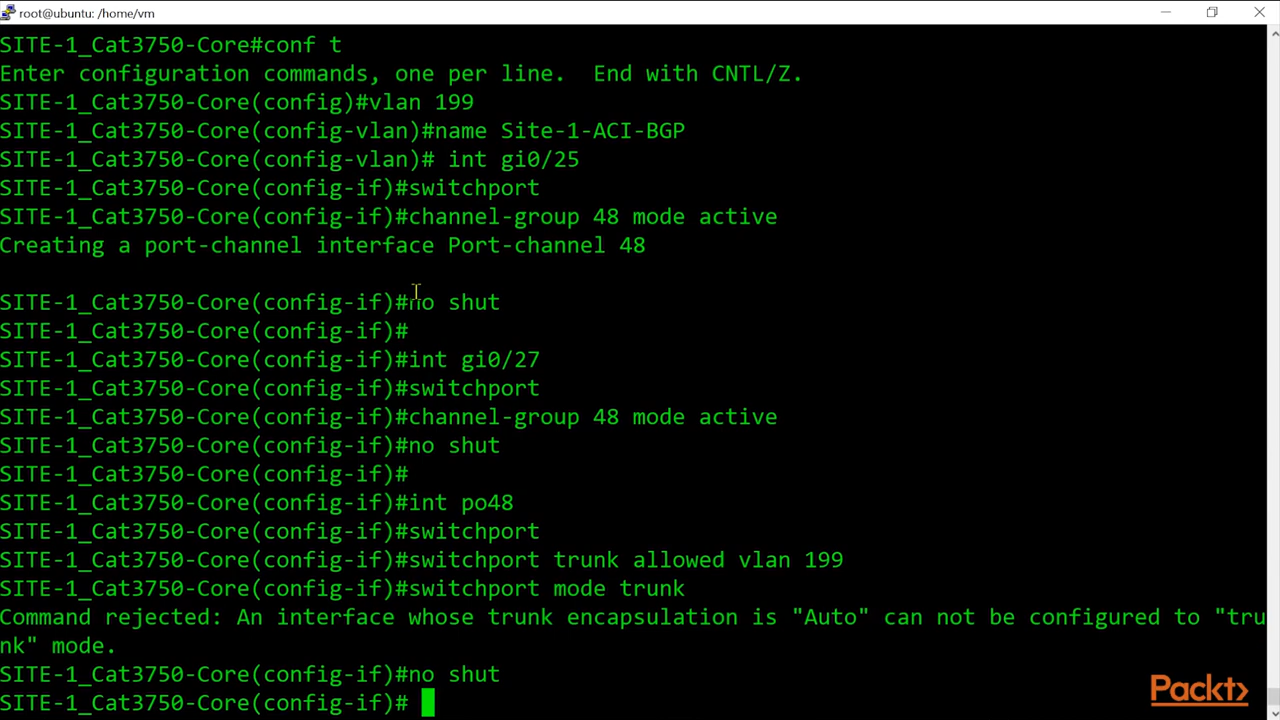 root@ubuntu: /home/vm
SITE-1_Cat3750-Core#conf t
Enter configuration commands, one per line.  End with CNTL/Z.
SITE-1_Cat3750-Core(config)#vlan 199
SITE-1_Cat3750-Core(config-vlan)#name Site-1-ACI-BGP
SITE-1_Cat3750-Core(config-vlan)# int gi0/25
SITE-1_Cat3750-Core(config-if)#switchport
SITE-1_Cat3750-Core(config-if)#channel-group 48 mode active
Creating a port-channel interface Port-channel 48
SITE-1_Cat3750-Core(config-if)#no shut
SITE-1_Cat3750-Core(config-if)#
SITE-1_Cat3750-Core(config-if)#int gi0/27
SITE-1_Cat3750-Core(config-if)#switchport
SITE-1_Cat3750-Core(config-if)#channel-group 48 mode active
SITE-1_Cat3750-Core(config-if)#no shut
SITE-1_Cat3750-Core(config-if)#
SITE-1_Cat3750-Core(config-if)#int po48
SITE-1_Cat3750-Core(config-if)#switchport
SITE-1_Cat3750-Core(config-if)#switchport trunk allowed vlan 199
SITE-1_Cat3750-Core(config-if)#switchport mode trunk
Command rejected: An interface whose trunk encapsulation is "Auto" can not be configured to "tru
nk" mode.
SITE-1_Cat3750-Core(config-if)#no shut
SITE-1_Cat3750-Core(config-if)#
Packt>